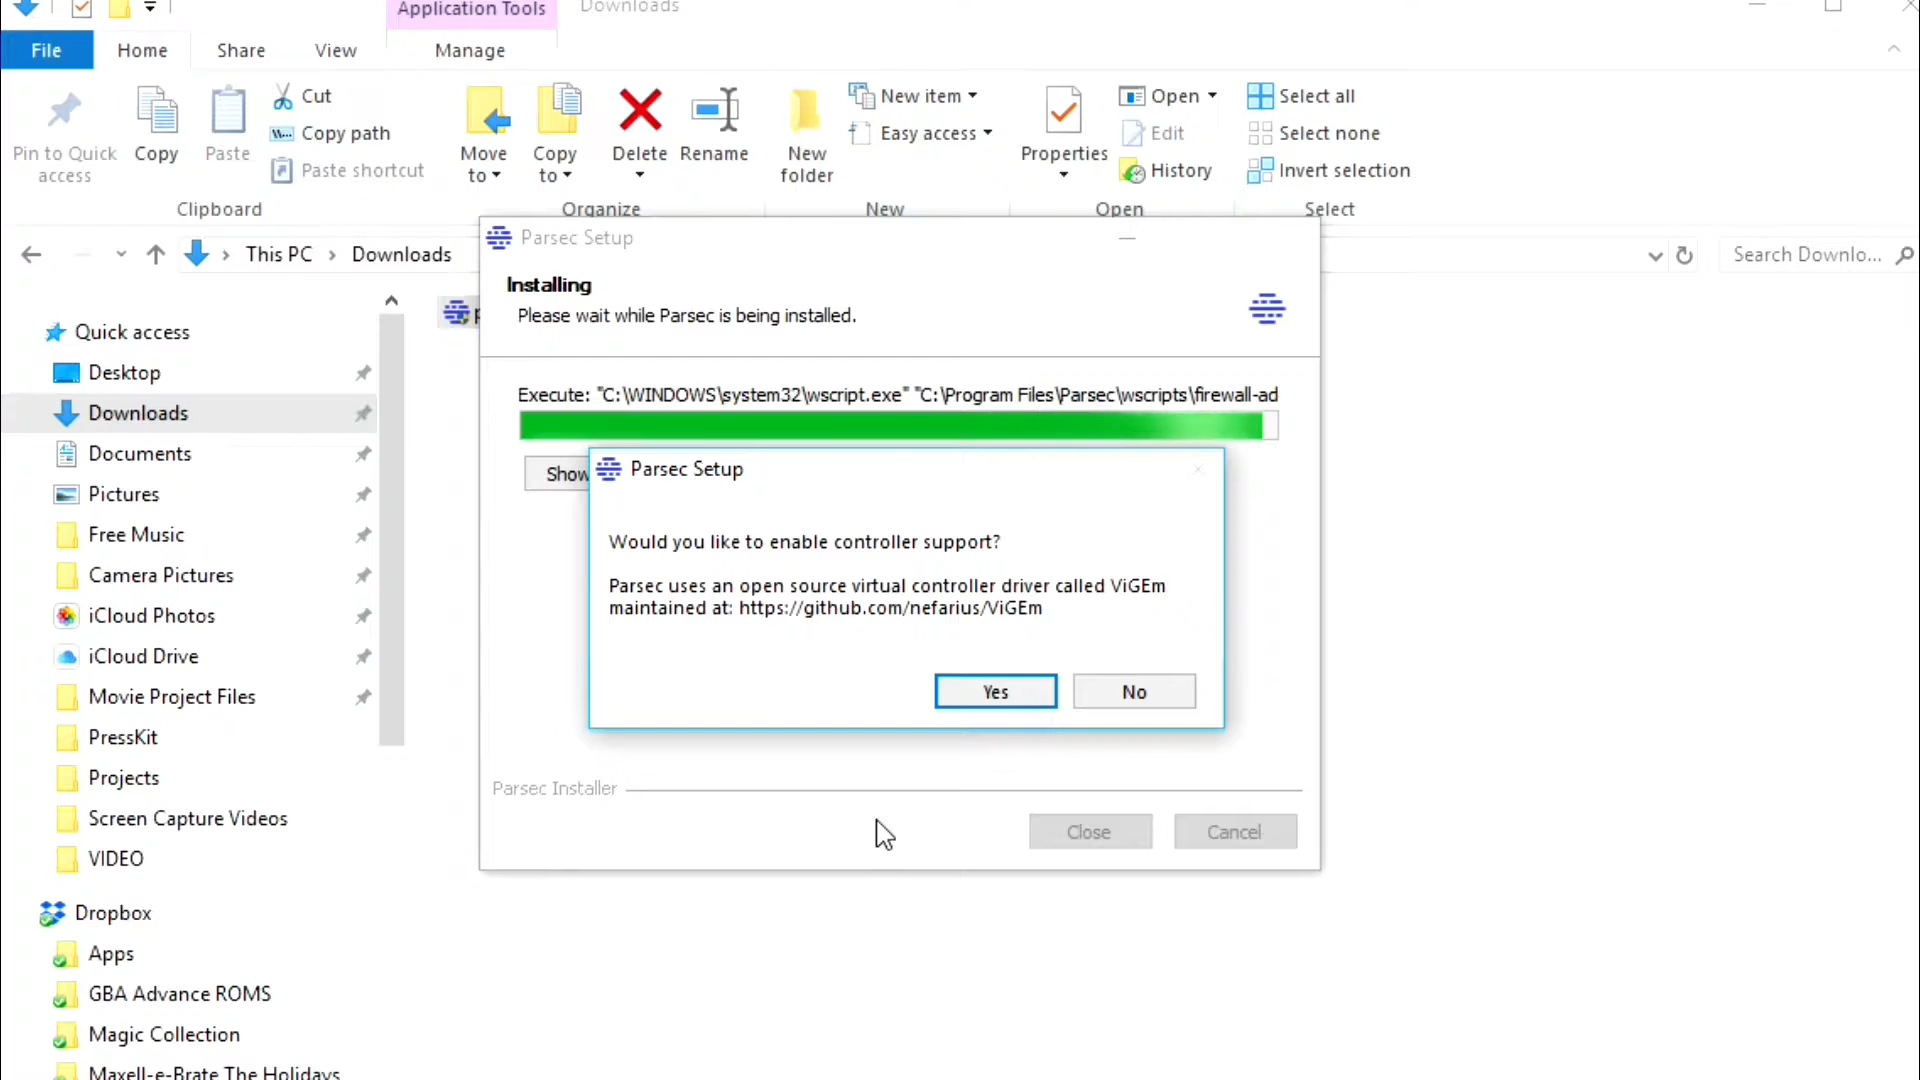 Application Tools
Downloads
File
Home
Share
View
Manage
Pin to Quick
access
Copy
Paste
Cut
Copy path
Paste shortcut
Move
to
Copy
to
Delete
Rename
New
folder
New item
Easy access
Properties
Open
Edit
History
Select all
Select none
Invert selection
Clipboard
Organize
New
Open
Select
This PC
Downloads
Search Downlo...
Quick access
Desktop
Downloads
Documents
Pictures
Free Music
Camera Pictures
iCloud Photos
iCloud Drive
Movie Project Files
PressKit
Projects
Screen Capture Videos
VIDEO
Dropbox
Apps
GBA Advance ROMS
Magic Collection
Maxell-e-Brate The Holidays
Parsec Setup
Installing
Please wait while Parsec is being installed.
Execute: "C:\WINDOWS\system32\wscript.exe" "C:\Program Files\Parsec\wscripts\firewall-ad
Show
Parsec Setup
Would you like to enable controller support?
Parsec uses an open source virtual controller driver called ViGEm
maintained at: https://github.com/nefarius/ViGEm
Yes
No
Parsec Installer
Close
Cancel